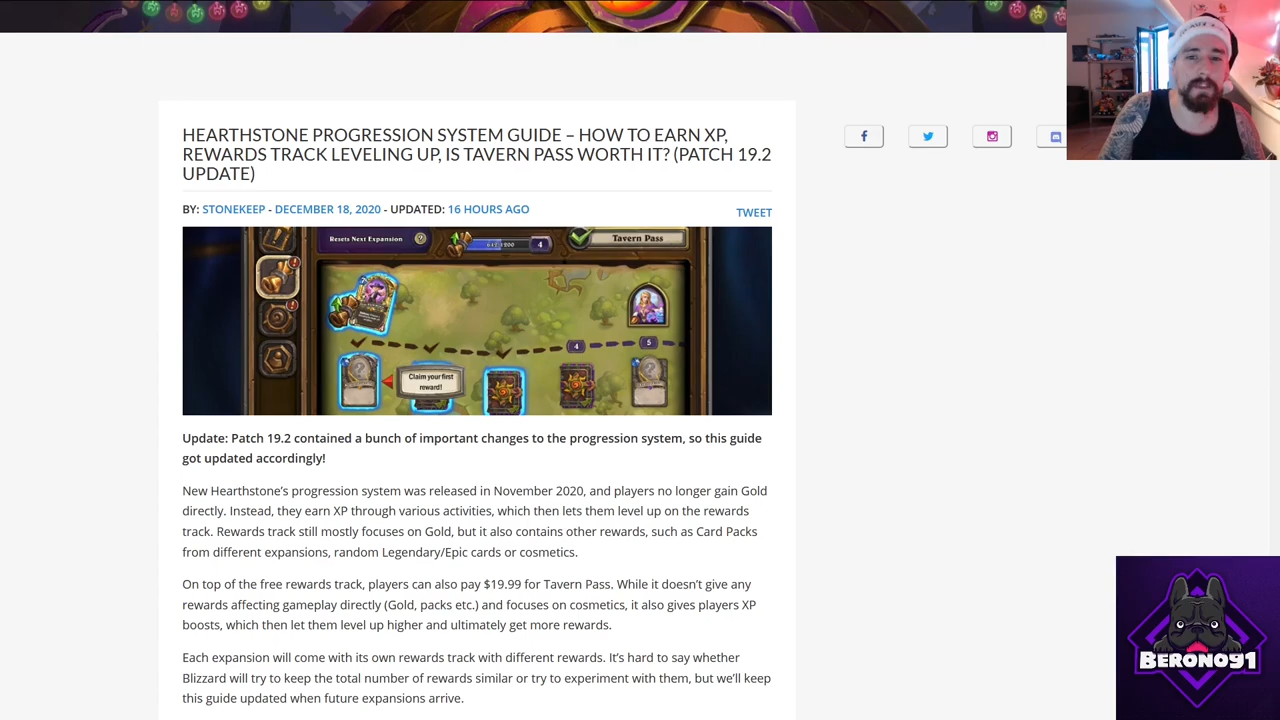 HEARTHSTONE PROGRESSION SYSTEM GUIDE – HOW TO EARN XP,
REWARDS TRACK LEVELING UP, IS TAVERN PASS WORTH IT? (PATCH 19.2
UPDATE)
BY: STONEKEEP - DECEMBER 18, 2020 - UPDATED: 16 HOURS AGO
TWEET
Resets Next Expansion
?
4
Tavern Pass
4
5
Claim your first
reward!
Update: Patch 19.2 contained a bunch of important changes to the progression system, so this guide
got updated accordingly!
New Hearthstone’s progression system was released in November 2020, and players no longer gain Gold
directly. Instead, they earn XP through various activities, which then lets them level up on the rewards
track. Rewards track still mostly focuses on Gold, but it also contains other rewards, such as Card Packs
from different expansions, random Legendary/Epic cards or cosmetics.
On top of the free rewards track, players can also pay $19.99 for Tavern Pass. While it doesn’t give any
rewards affecting gameplay directly (Gold, packs etc.) and focuses on cosmetics, it also gives players XP
boosts, which then let them level up higher and ultimately get more rewards.
Each expansion will come with its own rewards track with different rewards. It’s hard to say whether
Blizzard will try to keep the total number of rewards similar or try to experiment with them, but we’ll keep
this guide updated when future expansions arrive.
BERONO91